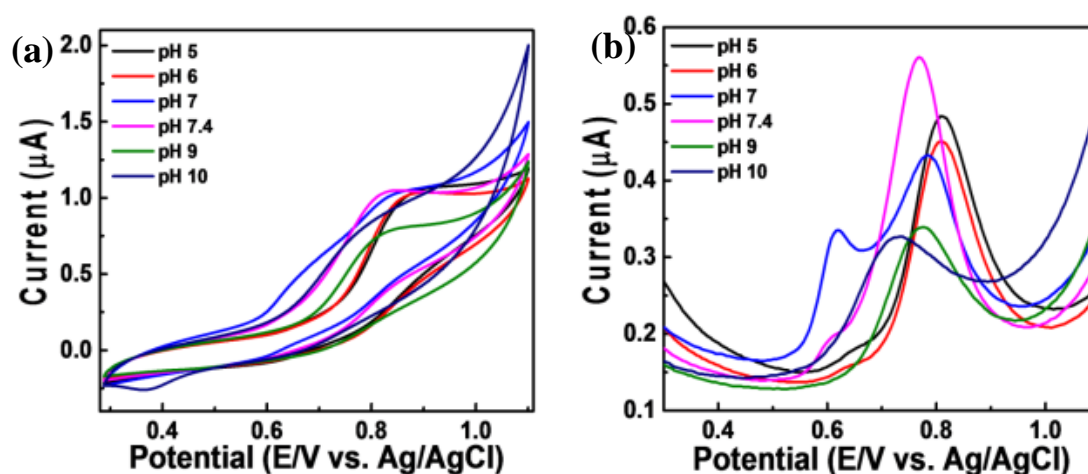 (a)
2.0
1.5
1.0
0.5
0.0
Current (μA)
pH 5
pH 6
pH 7
pH 7.4
pH 9
pH 10
0.4 0.6 0.8 1.0
Potential (E/V vs. Ag/AgCl)
(b)
0.6
0.5
0.4
0.3
0.2
0.1
Current (μA)
pH 5
pH 6
pH 7
pH 7.4
pH 9
pH 10
0.4 0.6 0.8 1.0
Potential (E/V vs. Ag/AgCl)